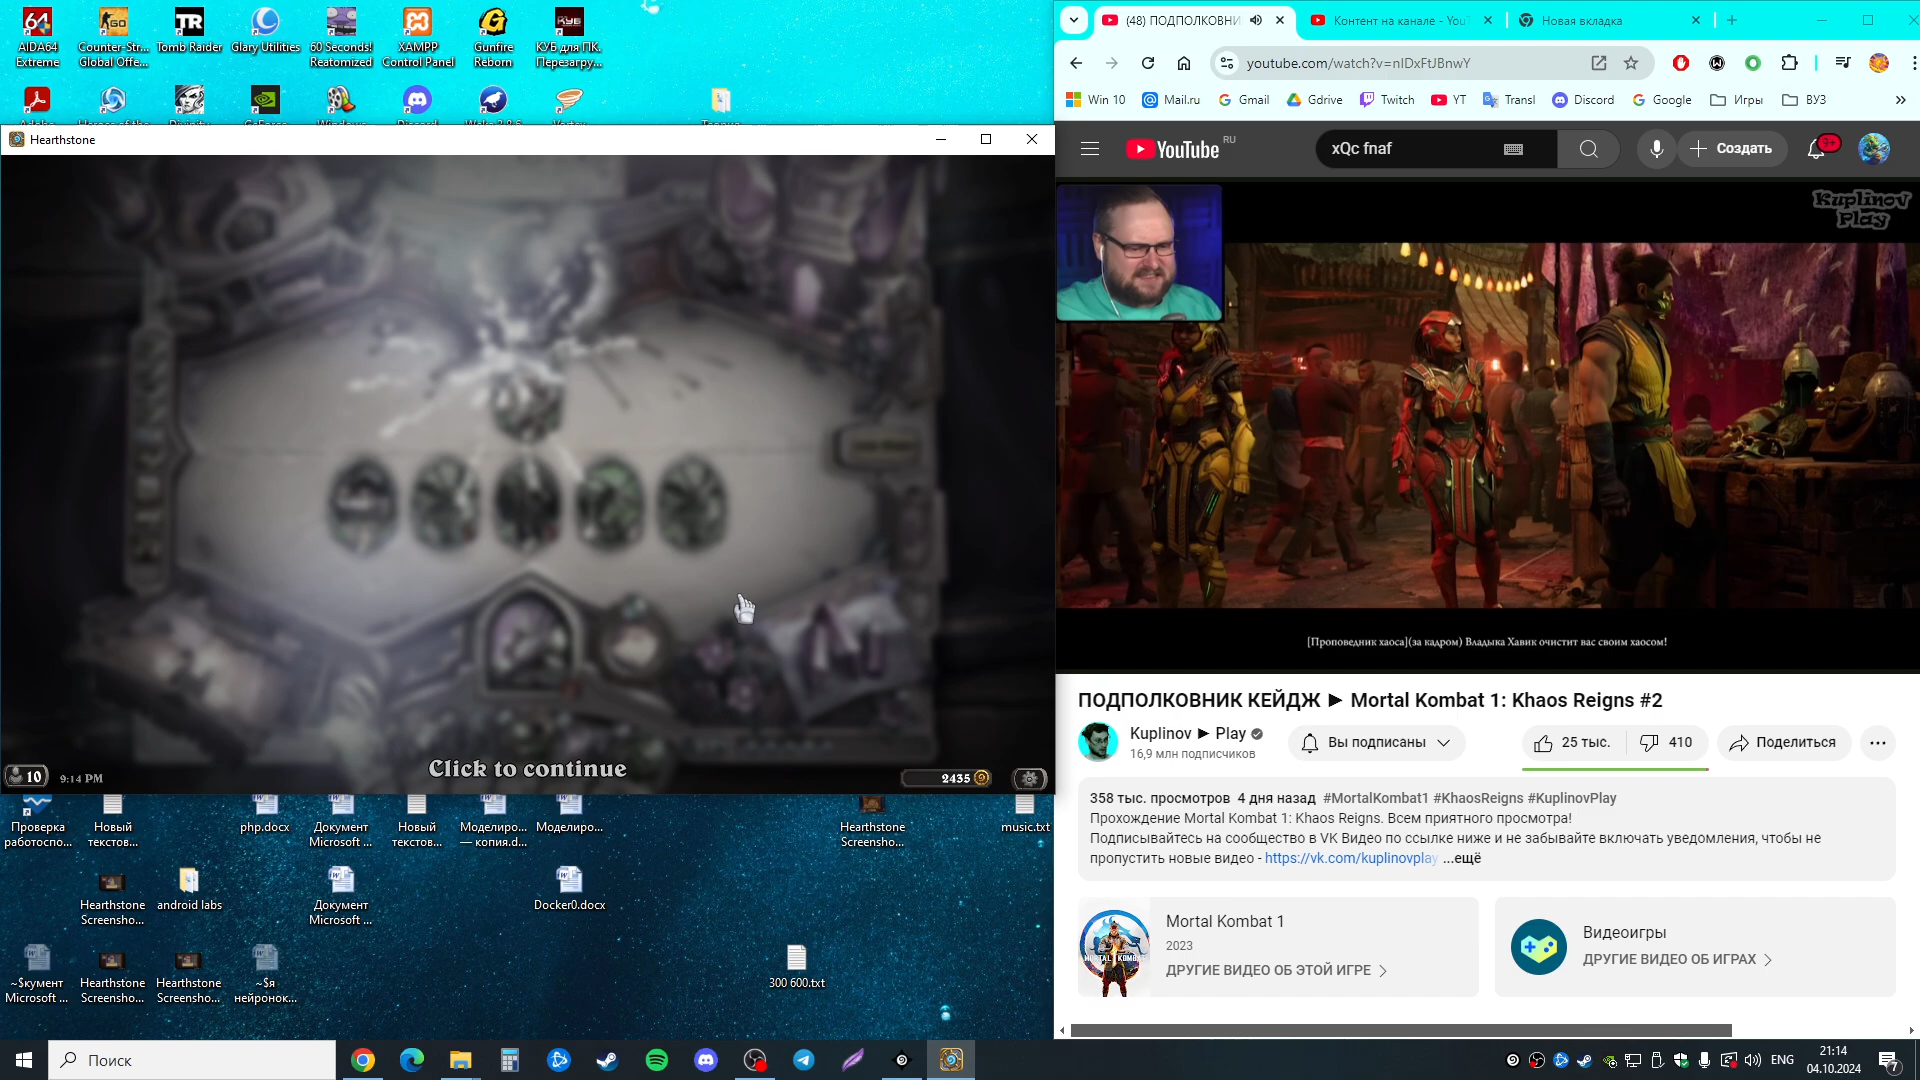 AIDA64 Extreme
Counter-Str... Global Offe...
Tomb Raider
Glary Utilities
60 Seconds! Reatomized
XAMPP Control Panel
Gunfire Reborn
КУБ для ПК. Перезагру...
Hearthstone
Click to continue
10
9:14 PM
2435
Проверка работоспо...
Новый текстов...
php.docx
Документ Microsoft ...
Новый текстов...
Моделиро... — копия.d...
Моделиро...
Hearthstone Screensho...
music.txt
Hearthstone Screensho...
android labs
Документ Microsoft ...
Docker0.docx
~$кумент Microsoft ...
Hearthstone Screensho...
Hearthstone Screensho...
~$я нейронок...
300 600.txt
(48) ПОДПОЛКОВНИ
Контент на канале - You
Новая вкладка
youtube.com/watch?v=nIDxFtJBnwY
Win 10
Mail.ru
Gmail
Gdrive
Twitch
YT
Transl
Discord
Google
Игры
ВУЗ
YouTube RU
xQc fnaf
Создать
9+
Kuplinov Play
[Проповедник хаоса](за кадром) Владыка Хавик очистит вас своим хаосом!
ПОДПОЛКОВНИК КЕЙДЖ ► Mortal Kombat 1: Khaos Reigns #2
Kuplinov ► Play
16,9 млн подписчиков
Вы подписаны
25 тыс.
410
Поделиться
358 тыс. просмотров 4 дня назад #MortalKombat1 #KhaosReigns #KuplinovPlay
Прохождение Mortal Kombat 1: Khaos Reigns. Всем приятного просмотра!
Подписывайтесь на сообщество в VK Видео по ссылке ниже и не забывайте включать уведомления, чтобы не
пропустить новые видео - https://vk.com/kuplinovplay ...ещё
Mortal Kombat 1
2023
ДРУГИЕ ВИДЕО ОБ ЭТОЙ ИГРЕ
Видеоигры
ДРУГИЕ ВИДЕО ОБ ИГРАХ
Поиск
ENG
21:14
04.10.2024
7